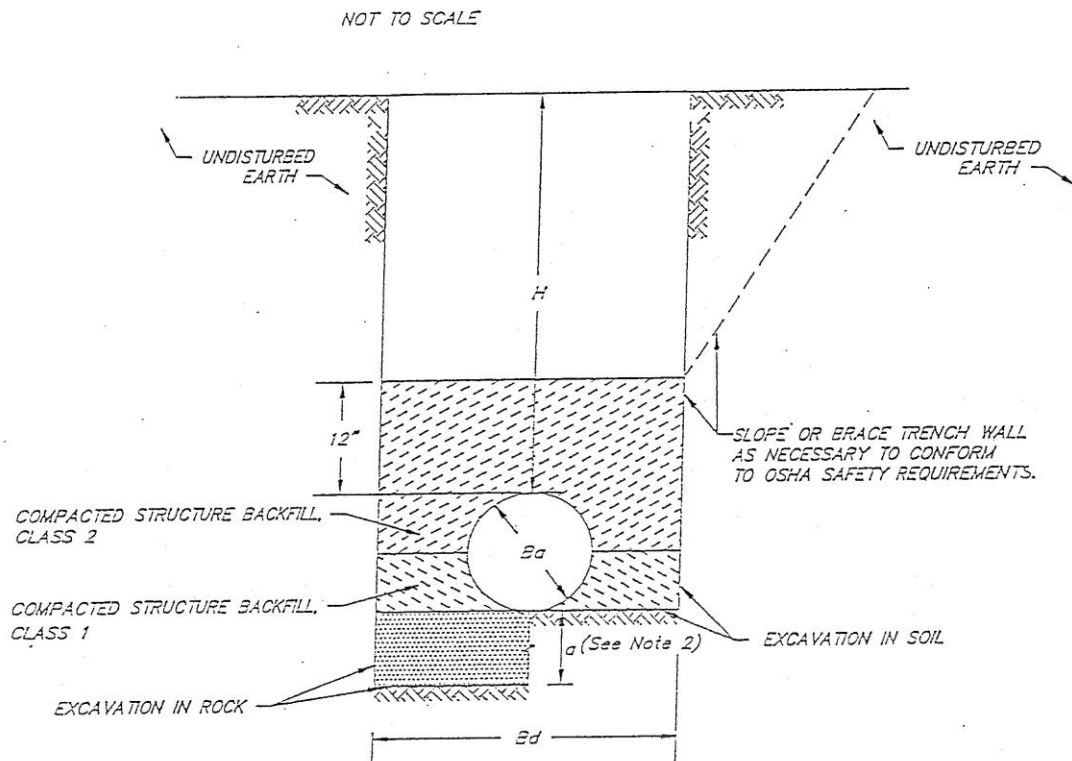 NOT TO SCALE
UNDISTURBED
EARTH
UNDISTURBED
EARTH
H
12"
SLOPE OR BRACE TRENCH WALL
AS NECESSARY TO CONFORM
TO OSHA SAFETY REQUIREMENTS.
COMPACTED STRUCTURE BACKFILL,
CLASS 2
Ba
COMPACTED STRUCTURE BACKFILL,
CLASS 1
a (See Note 2)
EXCAVATION IN SOIL
EXCAVATION IN ROCK
Bd